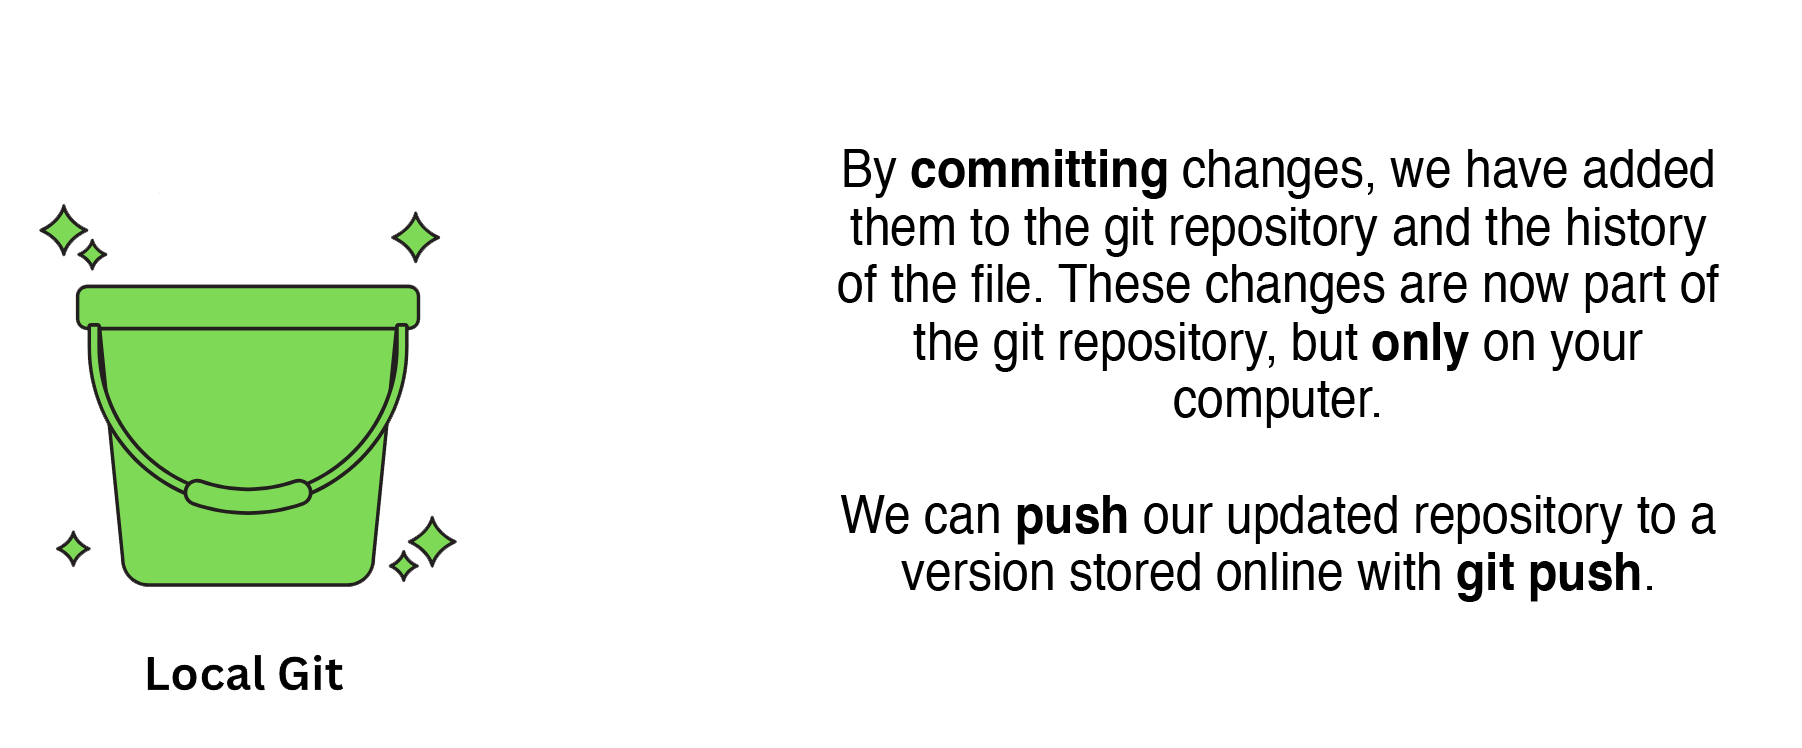 By committing changes, we have added
them to the git repository and the history
of the file. These changes are now part of
the git repository, but only on your
computer.
We can push our updated repository to a
version stored online with git push.
Local Git